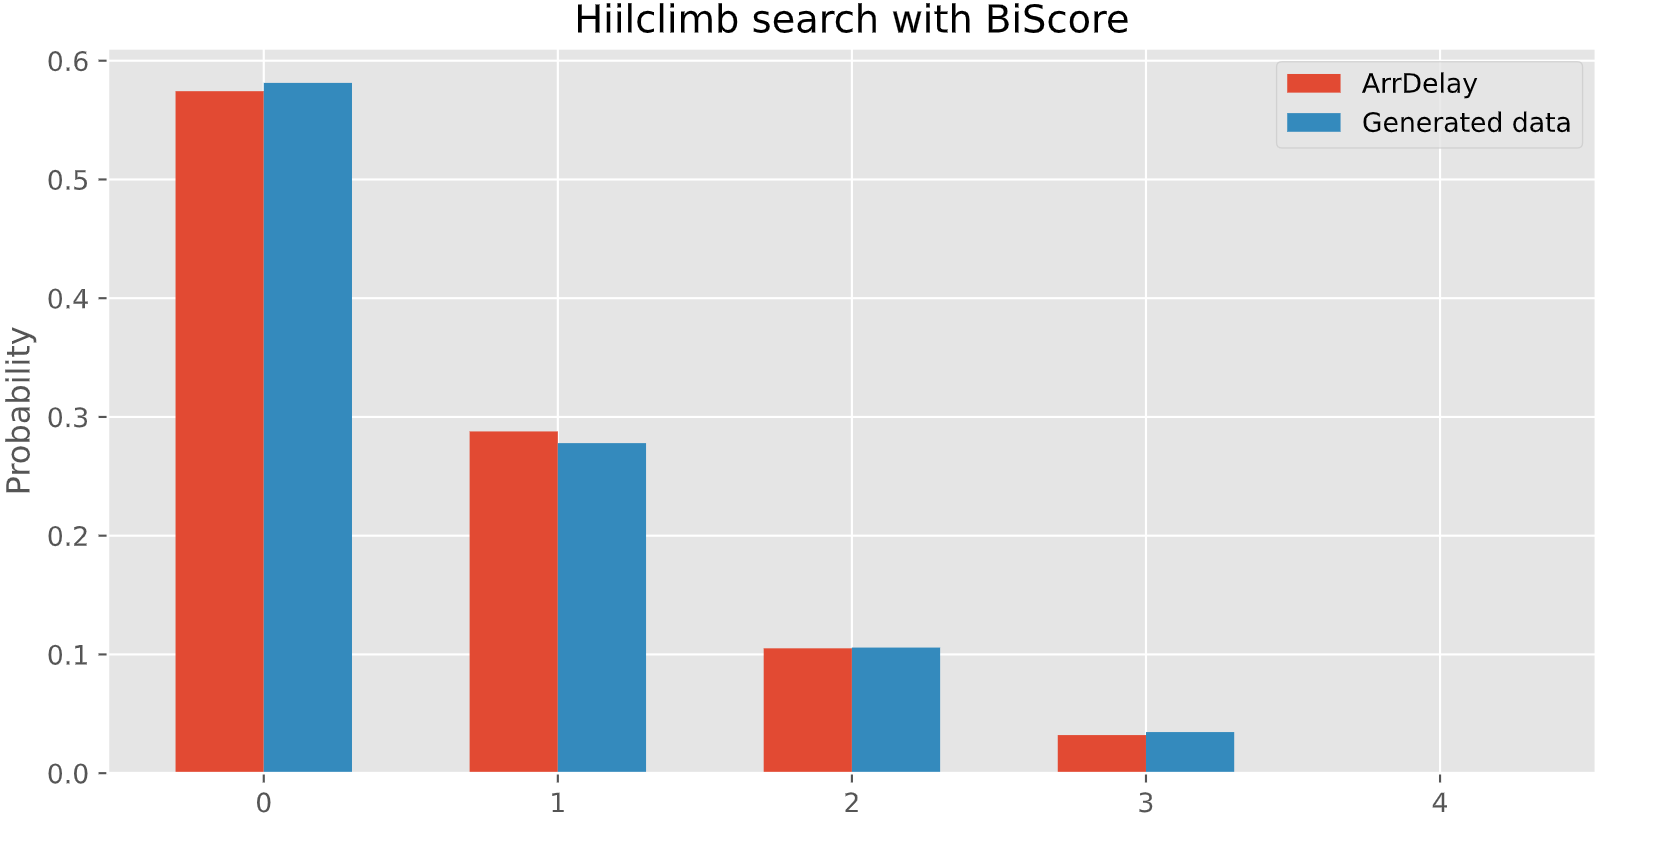 Hiilclimb search with BiScore
ArrDelay
Generated data
Probability
0.6
0.5
0.4
0.3
0.2
0.1
0.0
0 1 2 3 4